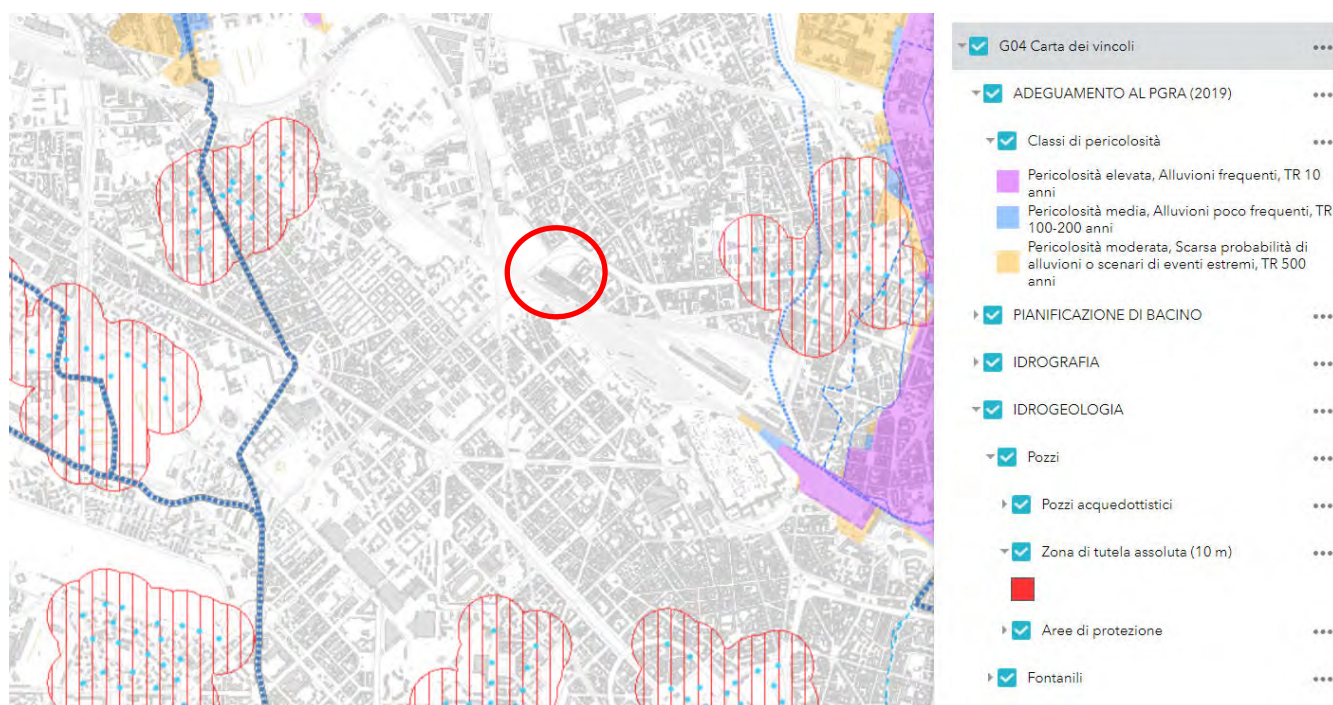 G04 Carta dei vincoli
ADEGUAMENTO AL PGRA (2019)
Classi di pericolosità
Pericolosità elevata, Alluvioni frequenti, TR 10
anni
Pericolosità media, Alluvioni poco frequenti, TR
100-200 anni
Pericolosità moderata, Scarsa probabilità di
alluvioni o scenari di eventi estremi, TR 500
anni
PIANIFICAZIONE DI BACINO
IDROGRAFIA
IDROGEOLOGIA
Pozzi
Pozzi acquedottistici
Zona di tutela assoluta (10 m)
Aree di protezione
Fontanili